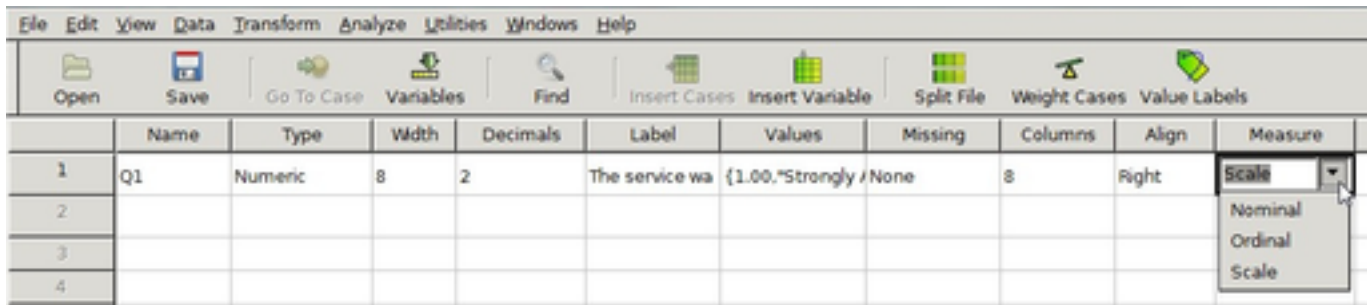 File Edit View Data Transform Analyze Utilities Windows Help
Open Save Go To Case Variables Find Insert Cases Insert Variable Split File Weight Cases Value Labels
Name Type Width Decimals Label Values Missing Columns Align Measure
1 Q1 Numeric 8 2 The service wa {1.00,"Strongly A None 8 Right Scale
2 Nominal
3 Ordinal
Scale
4